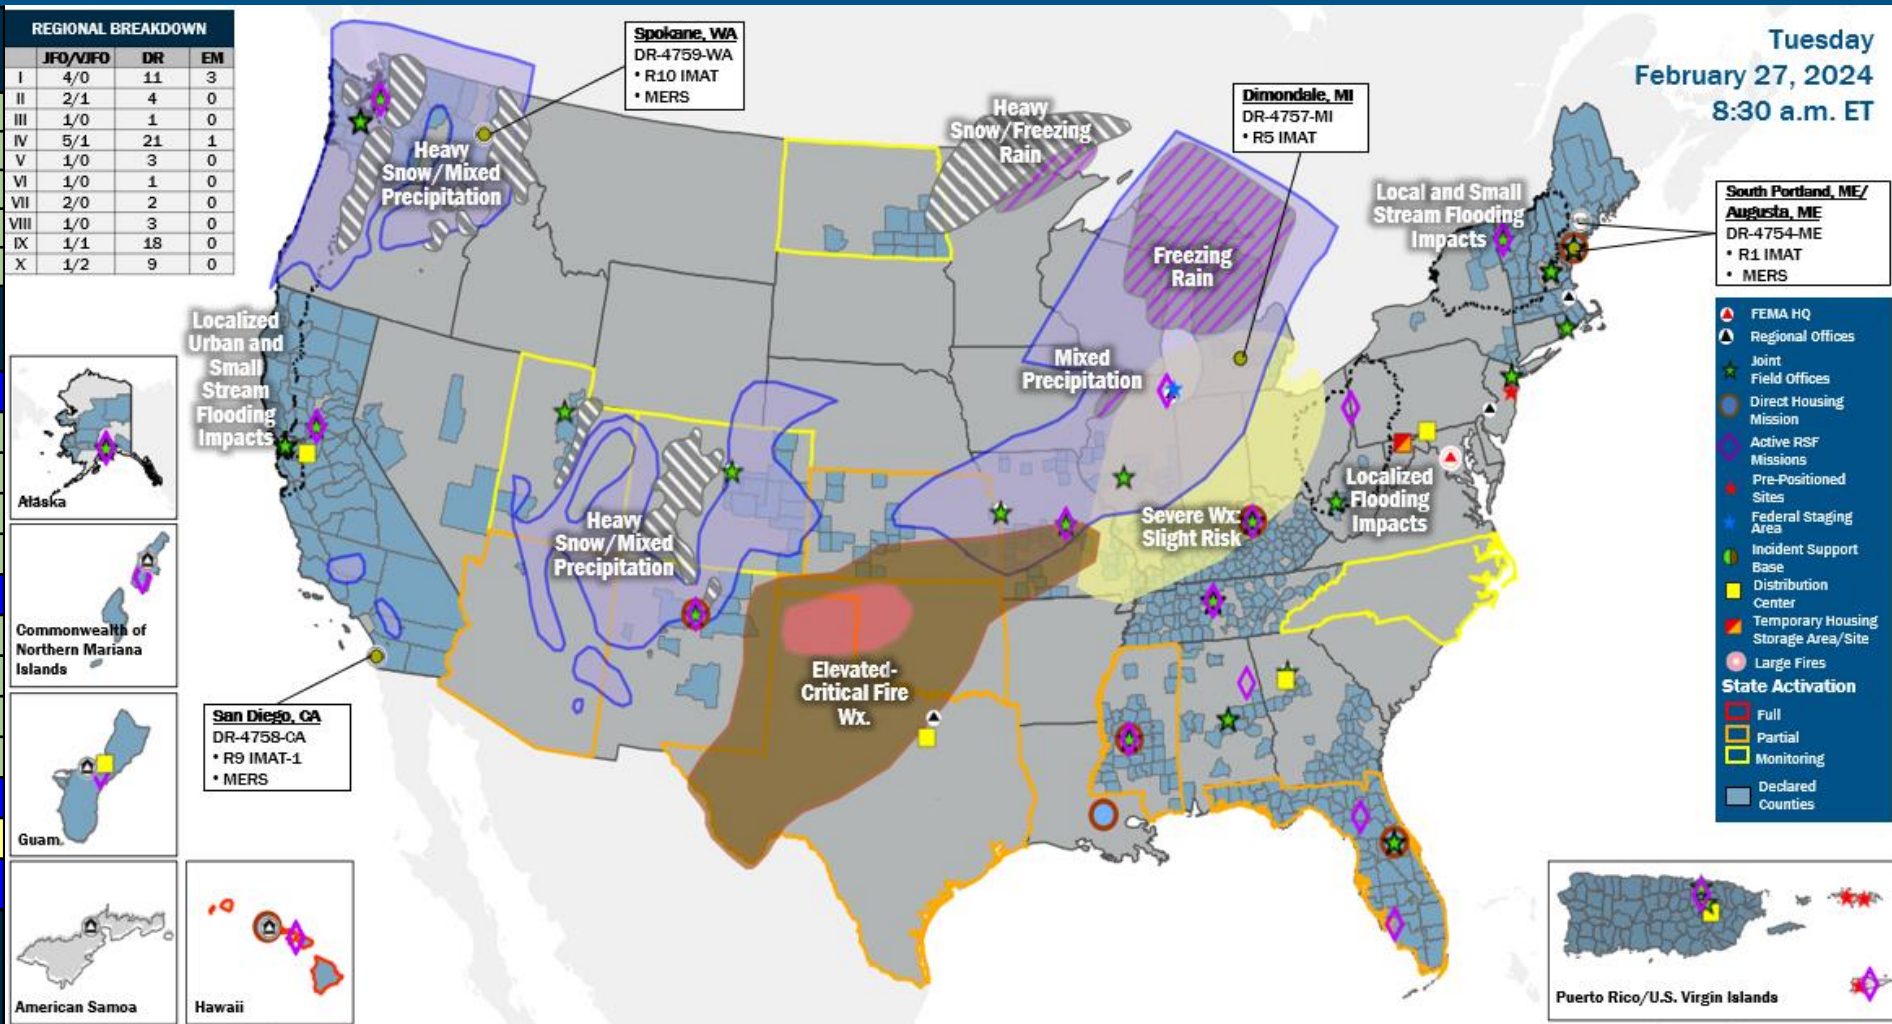 REGIONAL BREAKDOWN
JFO/VJFO DR EM
I 4/0 11 3
II 2/1 4 0
III 1/0 1 0
IV 5/1 21 1
V 1/0 3 0
VI 1/0 1 0
VII 2/0 2 0
VIII 1/0 3 0
IX 1/1 18 0
X 1/2 9 0
Tuesday
February 27, 2024
8:30 a.m. ET
Spokane, WA
DR-4759-WA
• R10 IMAT
• MERS
Dimondale, MI
DR-4757-MI
• R5 IMAT
South Portland, ME/
Augusta, ME
DR-4754-ME
• R1 IMAT
• MERS
San Diego, CA
DR-4758-CA
• R9 IMAT-1
• MERS
Heavy
Snow/Mixed
Precipitation
Heavy
Snow/Freezing
Rain
Freezing
Rain
Local and Small
Stream Flooding
Impacts
Localized
Urban and
Small
Stream
Flooding
Impacts
Mixed
Precipitation
Heavy
Snow/Mixed
Precipitation
Severe Wx:
Slight Risk
Localized
Flooding
Impacts
Elevated-
Critical Fire
Wx.
FEMA HQ
Regional Offices
Joint
Field Offices
Direct Housing
Mission
Active RSF
Missions
Pre-Positioned
Sites
Federal Staging
Area
Incident Support
Base
Distribution
Center
Temporary Housing
Storage Area/Site
Large Fires
State Activation
Full
Partial
Monitoring
Declared
Counties
Alaska
Commonwealth of
Northern Mariana
Islands
Guam
American Samoa
Hawaii
Puerto Rico/U.S. Virgin Islands